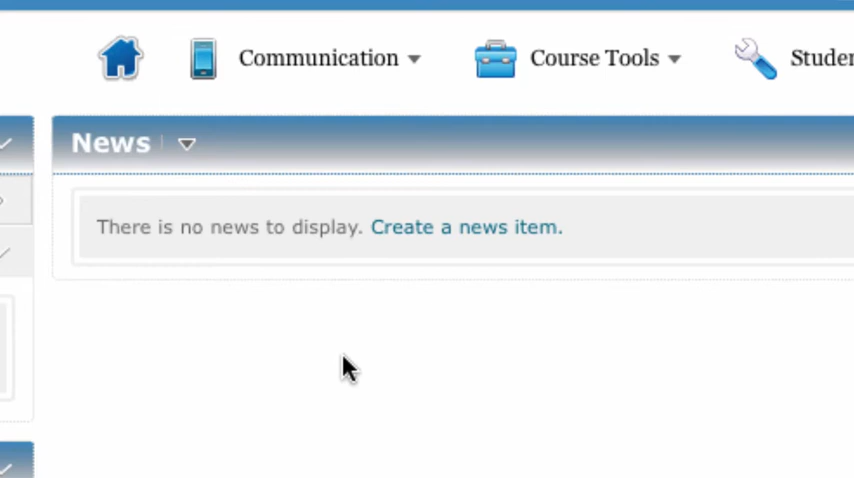 Communication
Course Tools
News
There is no news to display. Create a news item.